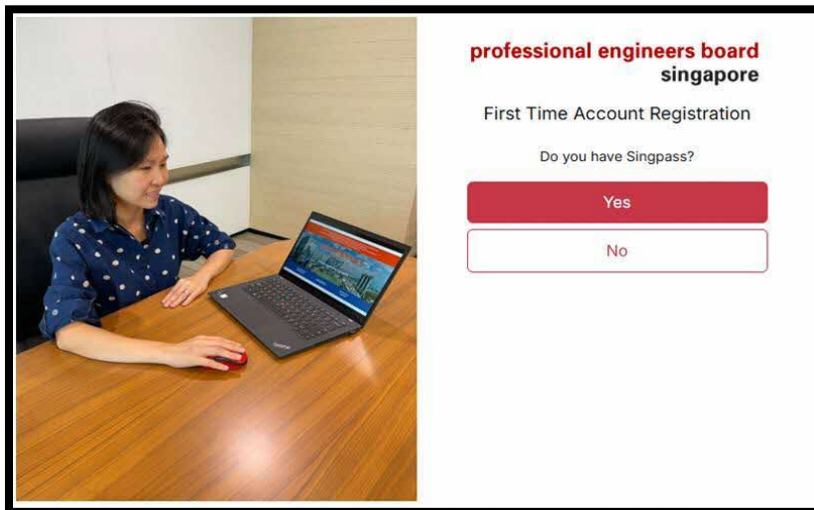 professional engineers board
singapore
First Time Account Registration
Do you have Singpass?
Yes
No